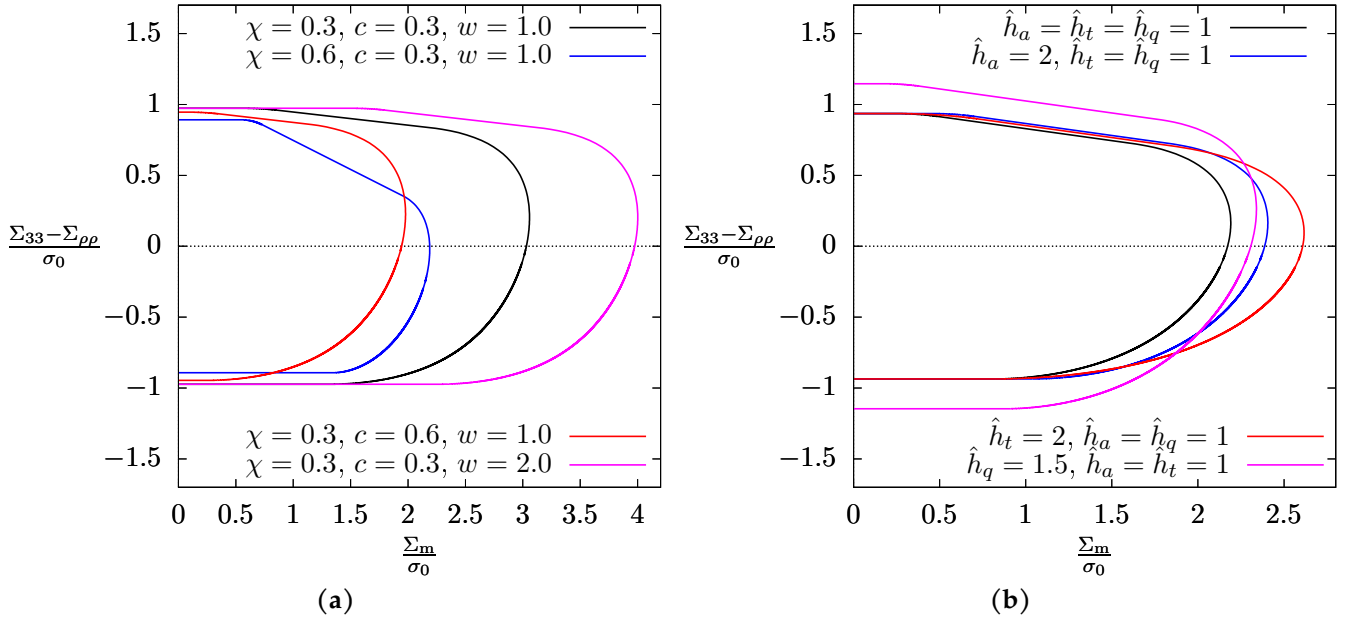 1.5
1
0.5
0
−0.5
−1
−1.5
Σ33−Σρρ
σ0
χ = 0.3, c = 0.3, w = 1.0
χ = 0.6, c = 0.3, w = 1.0
χ = 0.3, c = 0.6, w = 1.0
χ = 0.3, c = 0.3, w = 2.0
0 0.5 1 1.5 2 2.5 3 3.5 4
Σm
σ0
(a)
1.5
1
0.5
0
−0.5
−1
−1.5
Σ33−Σρρ
σ0
ĥa = ĥt = ĥq = 1
ĥa = 2, ĥt = ĥq = 1
ĥt = 2, ĥa = ĥq = 1
ĥq = 1.5, ĥa = ĥt = 1
0 0.5 1 1.5 2 2.5
Σm
σ0
(b)